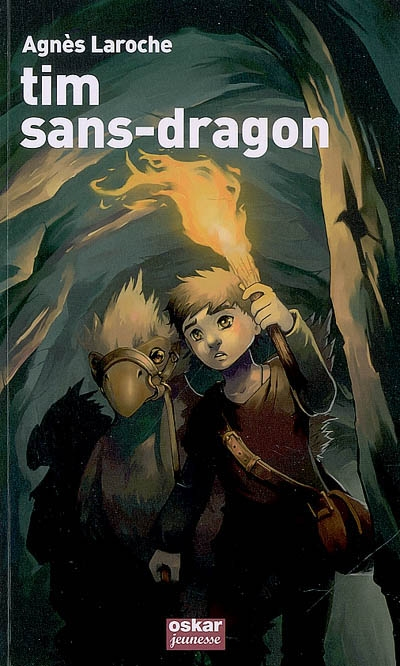 Agnès Laroche
tim
sans-dragon
oskar
jeunesse